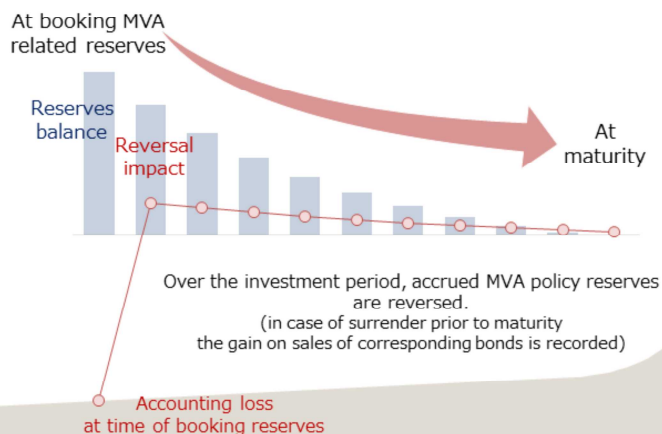 At booking MVA
related reserves
Reserves
balance
Reversal
impact
At
maturity
Over the investment period, accrued MVA policy reserves
are reversed.
(in case of surrender prior to maturity
the gain on sales of corresponding bonds is recorded)
Accounting loss
at time of booking reserves